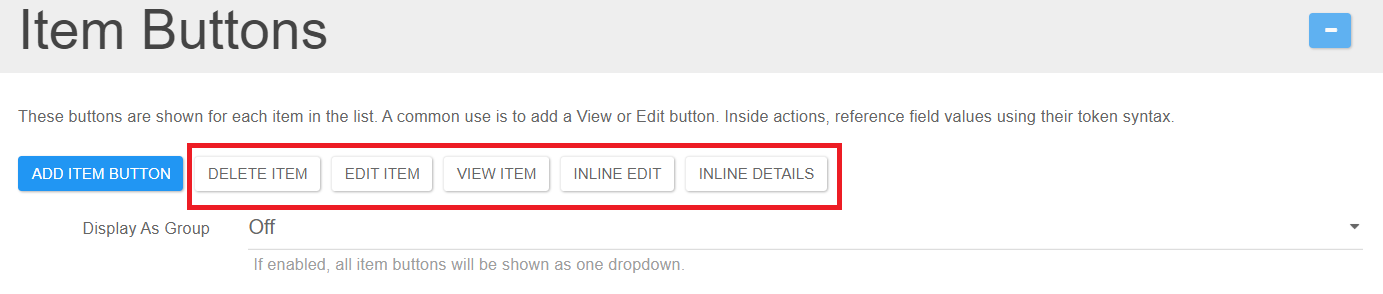 Item Buttons
These buttons are shown for each item in the list. A common use is to add a View or Edit button. Inside actions, reference field values using their token syntax.
ADD ITEM BUTTON DELETE ITEM EDIT ITEM VIEW ITEM INLINE EDIT INLINE DETAILS
Display As Group Off
If enabled, all item buttons will be shown as one dropdown.